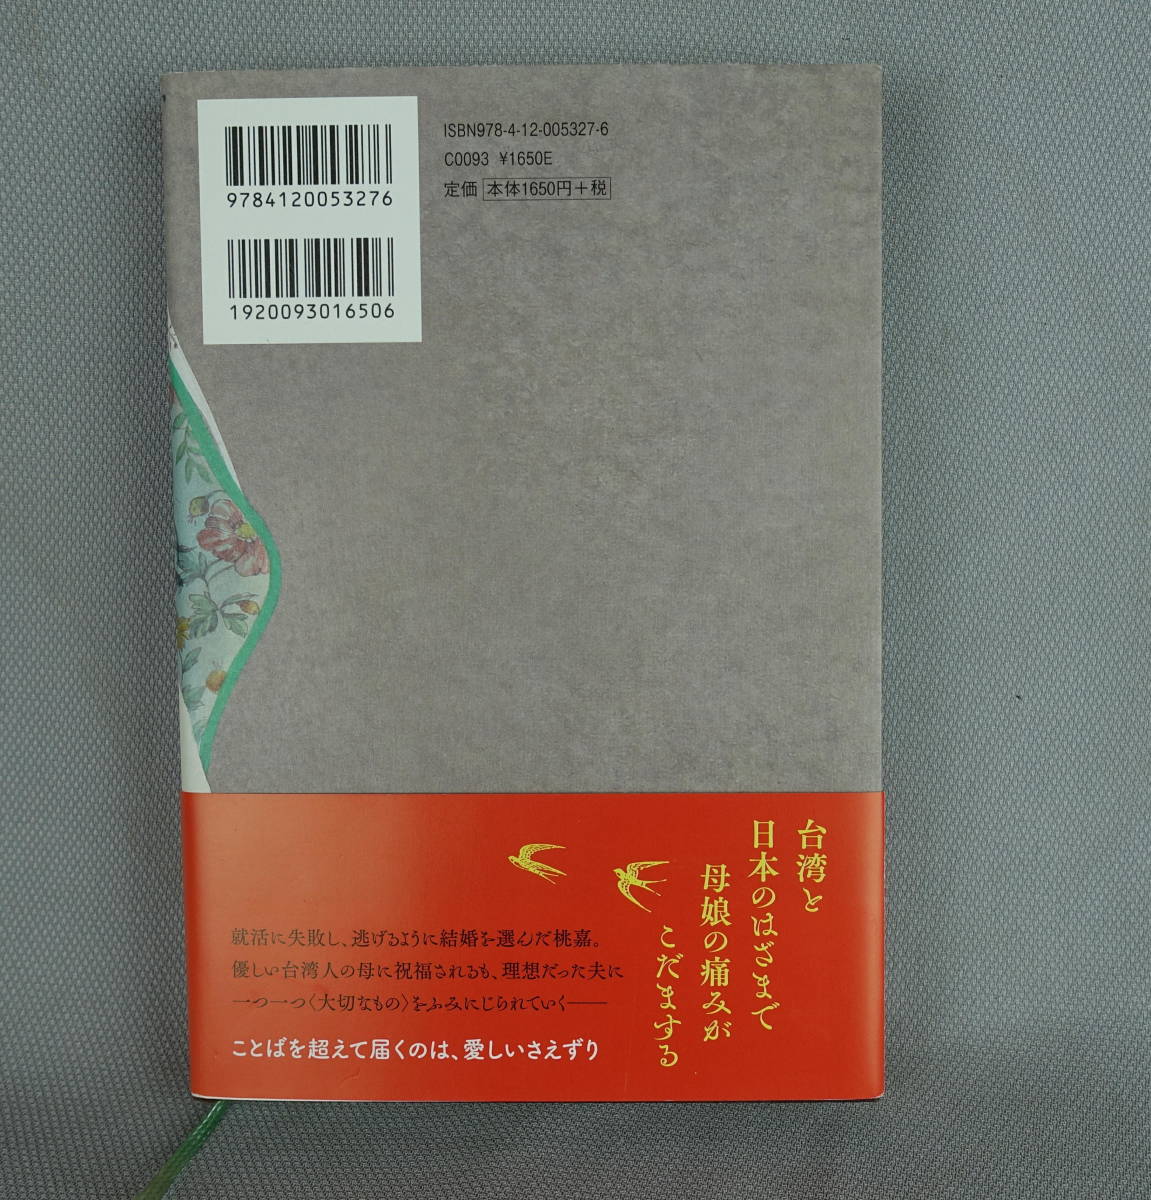 9784120053276
1920093016506
ISBN978-4-12-005327-6
C0093 ¥1650E
定価 本体1650円+税
台湾と
日本のはざまで
母娘の痛みが
こだまする
就活に失敗し、逃げるように結婚を選んだ桃嘉。
優しい台湾人の母に祝福されるも、理想だった夫に
一つ一つ〈大切なもの〉をふみにじられていく——
ことばを超えて届くのは、愛しいさえずり